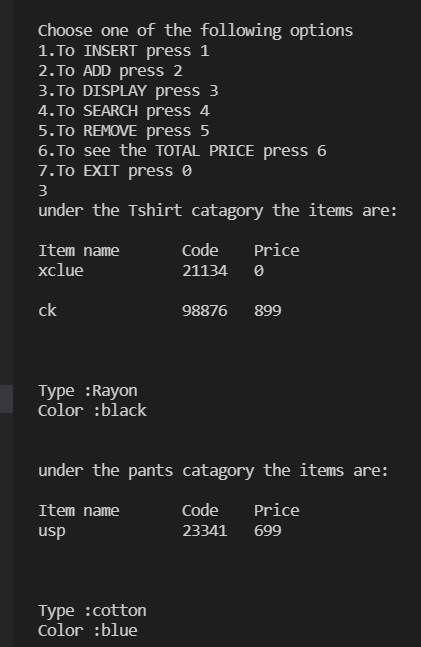 Choose one of the following options
1.To INSERT press 1
2.To ADD press 2
3.To DISPLAY press 3
4.To SEARCH press 4
5.To REMOVE press 5
6.To see the TOTAL PRICE press 6
7.To EXIT press 0
3
under the Tshirt catagory the items are:
Item name Code Price
xclue 21134 0
ck 98876 899
Type :Rayon
Color :black
under the pants catagory the items are:
Item name Code Price
usp 23341 699
Type :cotton
Color :blue